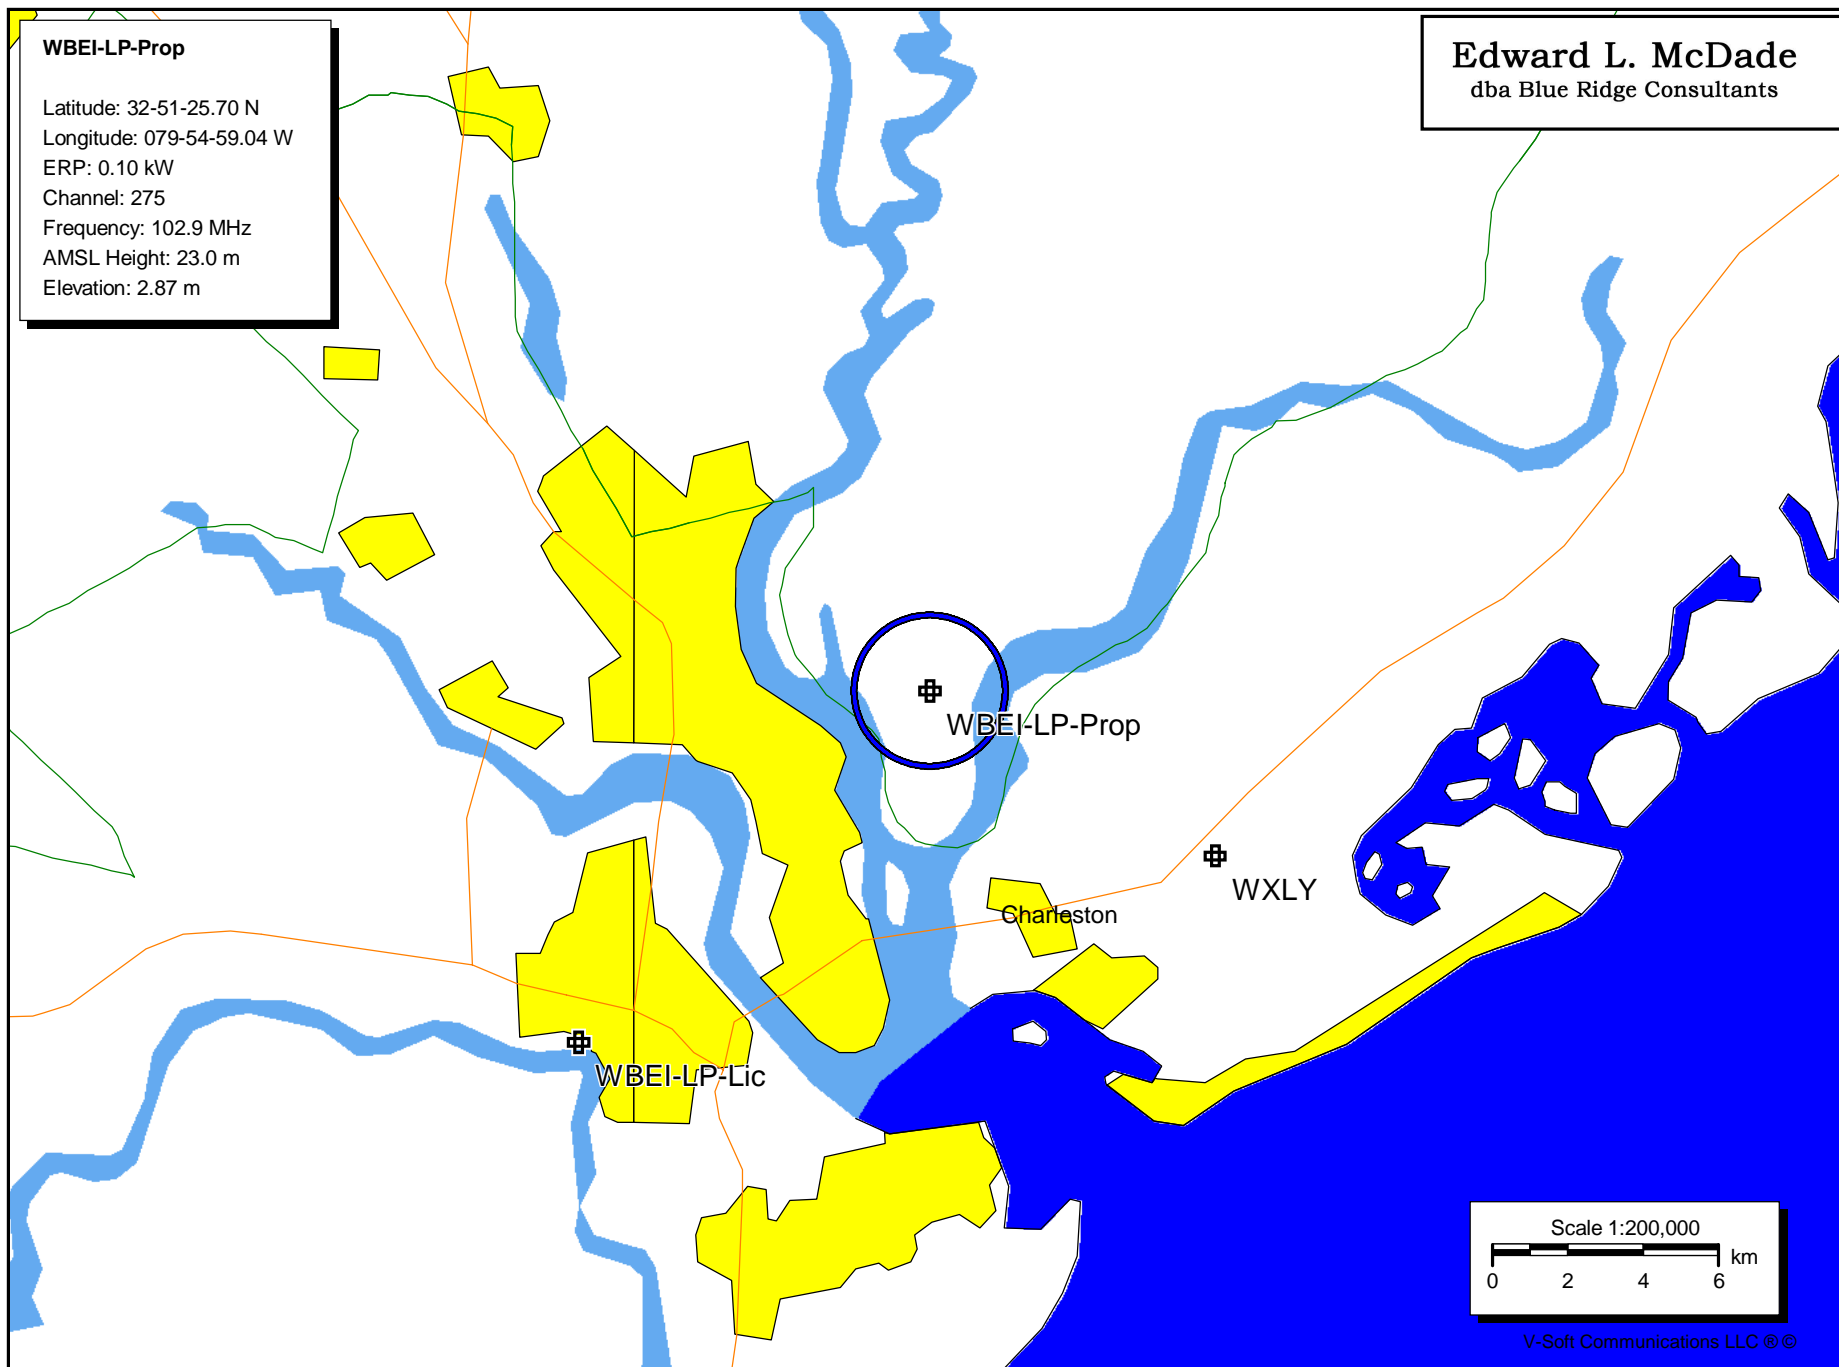 WBEI-LP-Prop
Latitude: 32-51-25.70 N
Longitude: 079-54-59.04 W
ERP: 0.10 kW
Channel: 275
Frequency: 102.9 MHz
AMSL Height: 23.0 m
Elevation: 2.87 m
Edward L. McDade
dba Blue Ridge Consultants
WBEI-LP-Prop
WXLY
Charleston
WBEI-LP-Lic
Scale 1:200,000
km
0 2 4 6
V-Soft Communications LLC ® ©